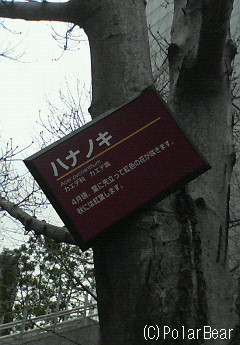 ハナノキ
Acer pycnanthum
カエデ科 カエデ属
4月頃、葉に先立って紅色の花が咲きます。
秋には紅葉します。
(C)PolarBear